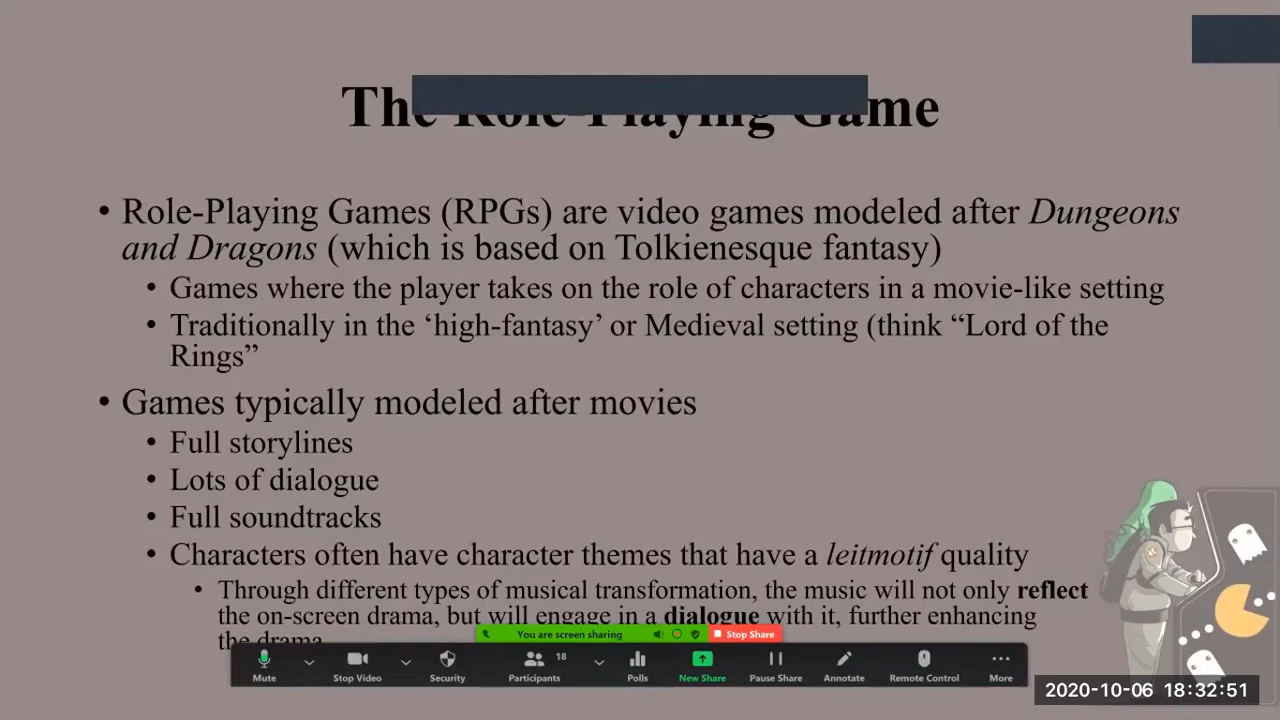 The Role-Playing Game
• Role-Playing Games (RPGs) are video games modeled after Dungeons
and Dragons (which is based on Tolkienesque fantasy)
• Games where the player takes on the role of characters in a movie-like setting
• Traditionally in the ‘high-fantasy’ or Medieval setting (think “Lord of the
Rings”
• Games typically modeled after movies
• Full storylines
• Lots of dialogue
• Full soundtracks
• Characters often have character themes that have a leitmotif quality
• Through different types of musical transformation, the music will not only reflect
the on-screen drama, but will engage in a dialogue with it, further enhancing
the drama
You are screen sharing Stop Share
Mute Stop Video Security Participants 18 Polls New Share Pause Share Annotate Remote Control More
2020-10-06 18:32:51